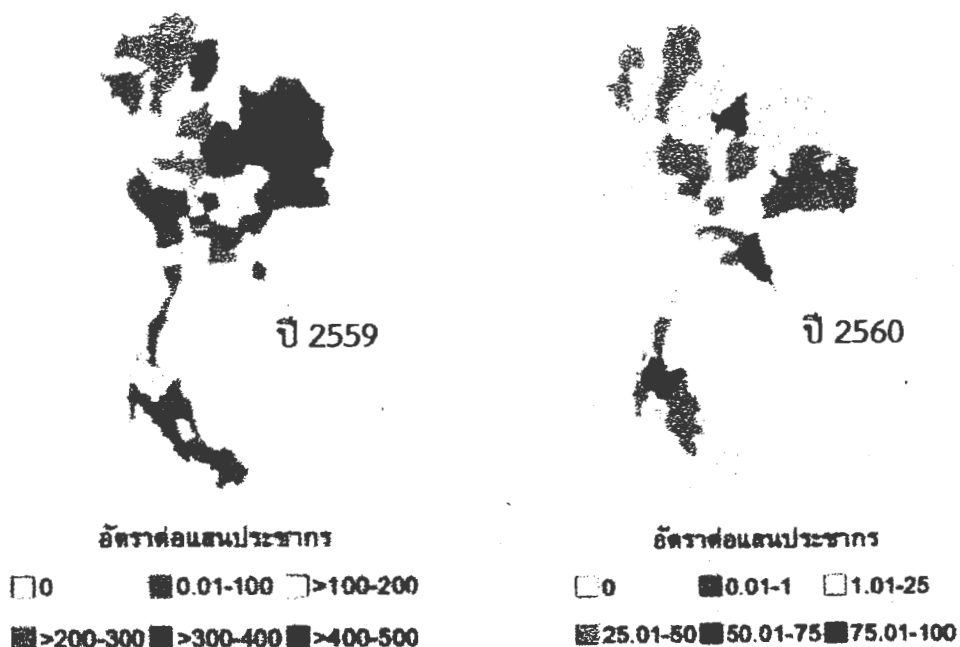 ปี 2559
ปี 2560
อัตราต่อแสนประชากร
0 0.01-100 >100-200
>200-300 >300-400 >400-500
อัตราต่อแสนประชากร
0 0.01-1 1.01-25
25.01-50 50.01-75 75.01-100